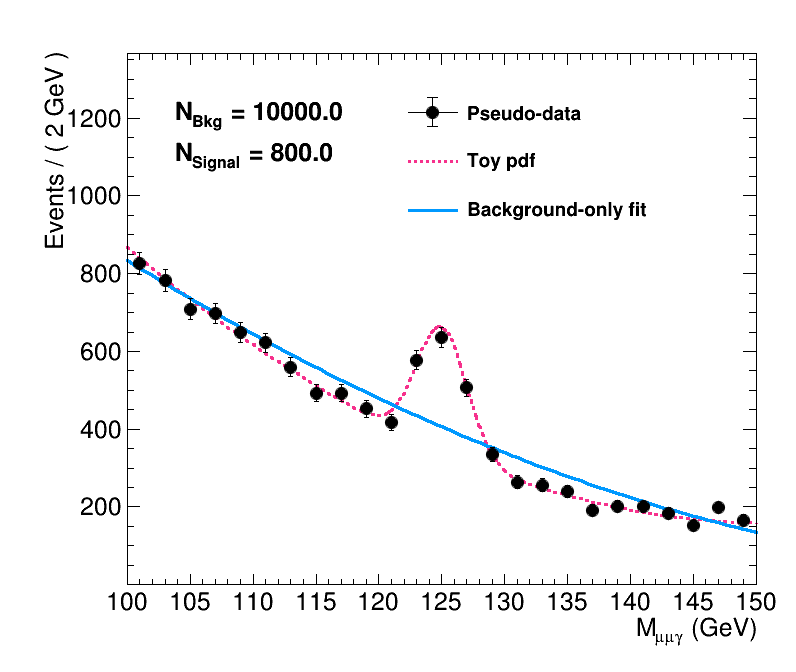 Events / ( 2 GeV )
1200
1000
800
600
400
200
N_Bkg = 10000.0
N_Signal = 800.0
Pseudo-data
Toy pdf
Background-only fit
100 105 110 115 120 125 130 135 140 145 150
M_μμγ (GeV)